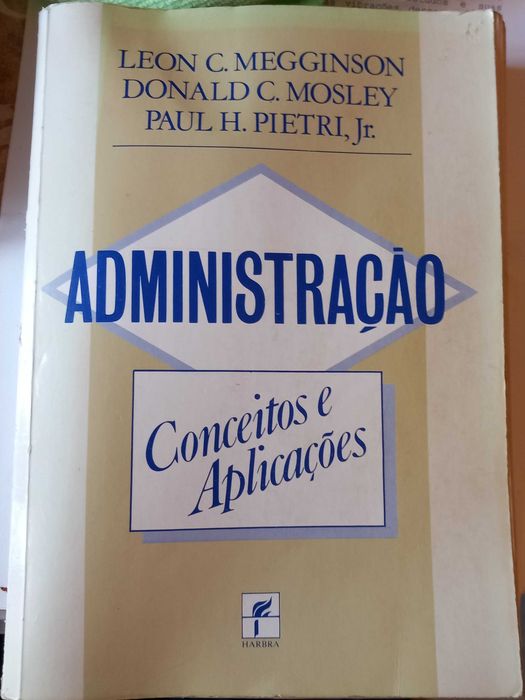 LEON C. MEGGINSON
DONALD C. MOSLEY
PAUL H. PIETRI, Jr.
ADMINISTRAÇÃO
Conceitos e
Aplicações
HARBRA